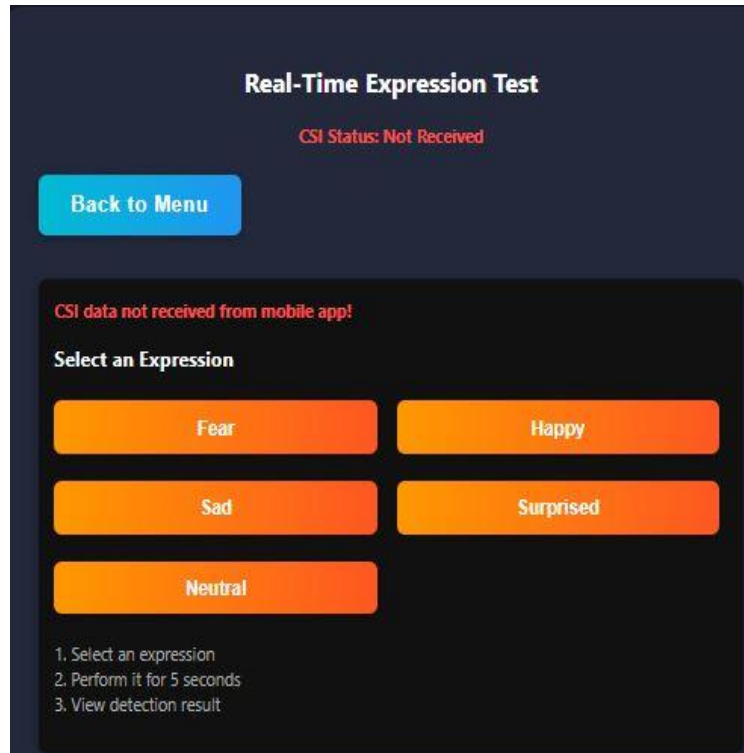 Real-Time Expression Test
CSI Status: Not Received
Back to Menu
CSI data not received from mobile app!
Select an Expression
Fear
Happy
Sad
Surprised
Neutral
1. Select an expression
2. Perform it for 5 seconds
3. View detection result